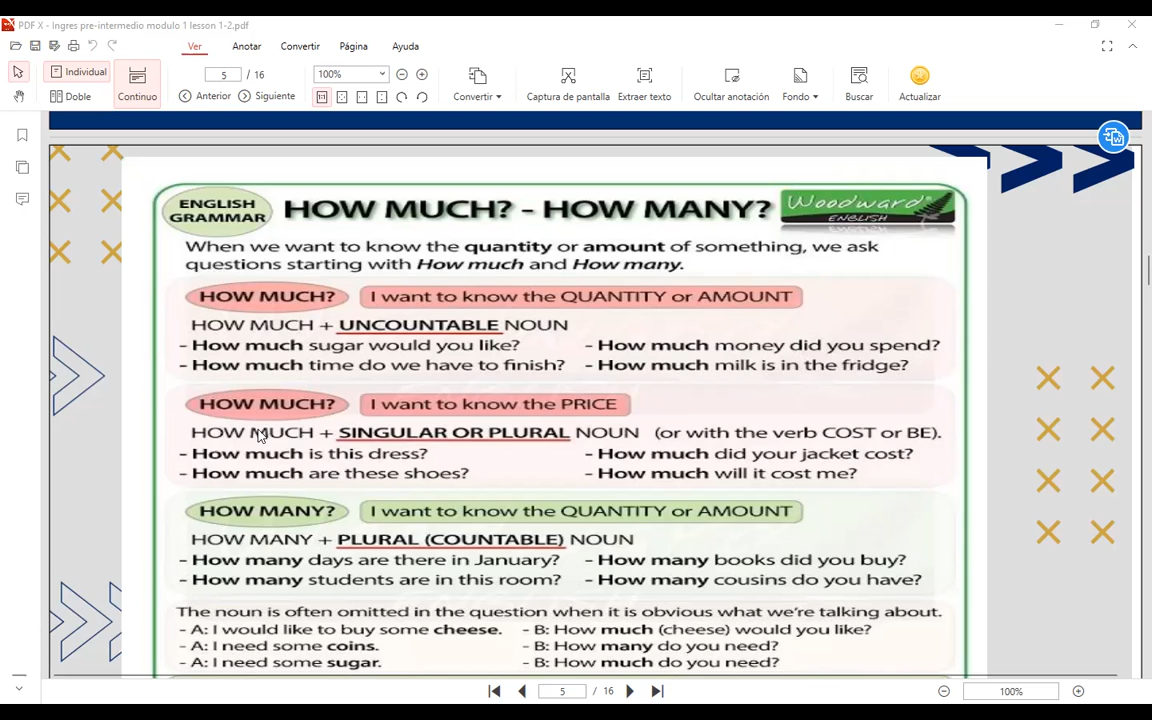 PDF X - Ingres pre-intermedio modulo 1 lesson 1-2.pdf
Ver Anotar Convertir Página Ayuda
Individual
Doble
Continuo
5 / 16
Anterior Siguiente
100%
Convertir
Captura de pantalla
Extraer texto
Ocultar anotación
Fondo
Buscar
Actualizar
ENGLISH
GRAMMAR
HOW MUCH? - HOW MANY?
Woodward
ENGLISH
When we want to know the quantity or amount of something, we ask
questions starting with How much and How many.
HOW MUCH? I want to know the QUANTITY or AMOUNT
HOW MUCH + UNCOUNTABLE NOUN
- How much sugar would you like? - How much money did you spend?
- How much time do we have to finish? - How much milk is in the fridge?
HOW MUCH? I want to know the PRICE
HOW MUCH + SINGULAR OR PLURAL NOUN (or with the verb COST or BE).
- How much is this dress? - How much did your jacket cost?
- How much are these shoes? - How much will it cost me?
HOW MANY? I want to know the QUANTITY or AMOUNT
HOW MANY + PLURAL (COUNTABLE) NOUN
- How many days are there in January? - How many books did you buy?
- How many students are in this room? - How many cousins do you have?
The noun is often omitted in the question when it is obvious what we're talking about.
- A: I would like to buy some cheese. - B: How much (cheese) would you like?
- A: I need some coins. - B: How many do you need?
- A: I need some sugar. - B: How much do you need?
5 / 16
100%